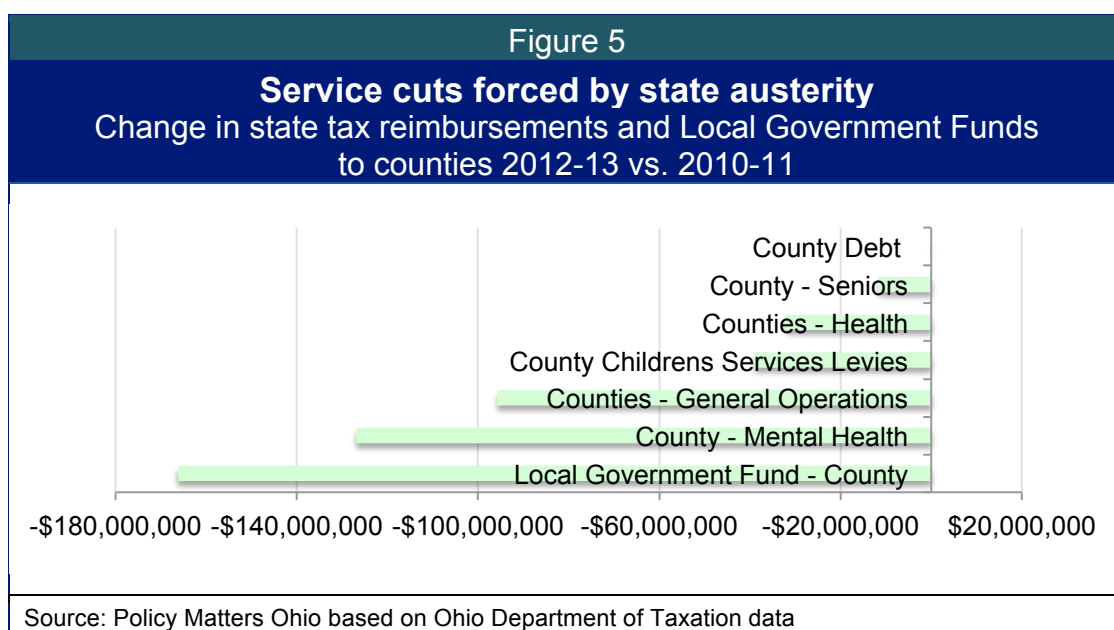 Figure 5
Service cuts forced by state austerity
Change in state tax reimbursements and Local Government Funds
to counties 2012-13 vs. 2010-11
County Debt
County - Seniors
Counties - Health
County Childrens Services Levies
Counties - General Operations
County - Mental Health
Local Government Fund - County
-$180,000,000 -$140,000,000 -$100,000,000 -$60,000,000 -$20,000,000 $20,000,000
Source: Policy Matters Ohio based on Ohio Department of Taxation data